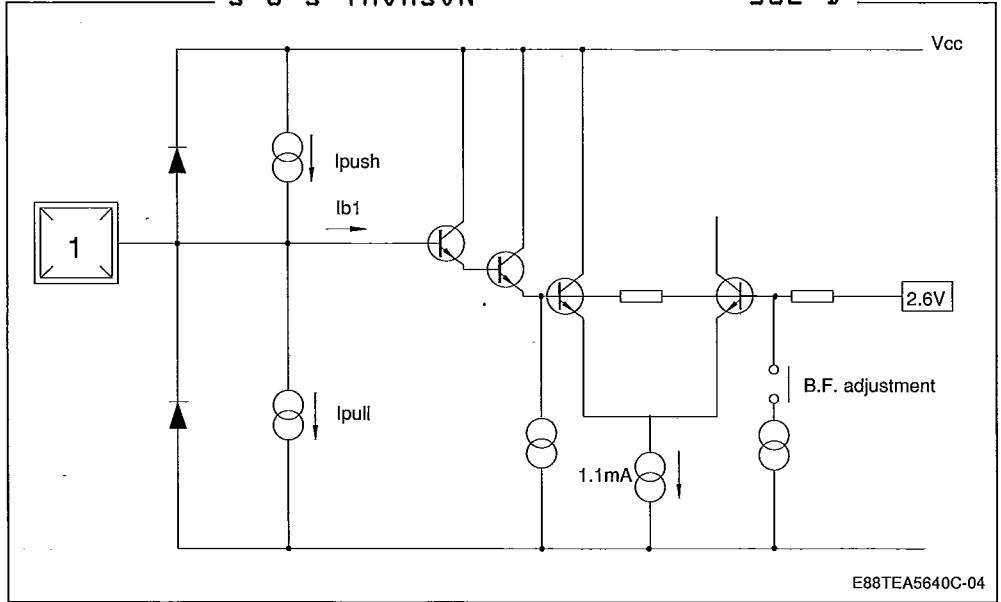 Vcc
Ipush
Ib1
1
2.6V
B.F. adjustment
Ipull
1.1mA
E88TEA5640C-04